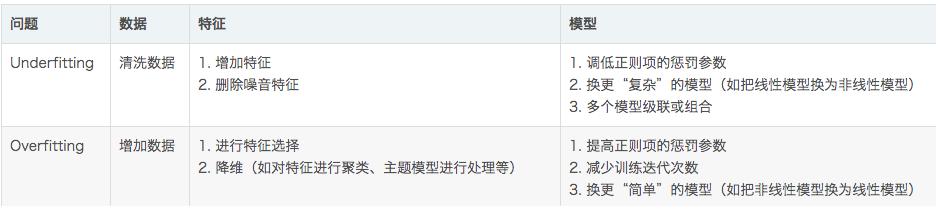 问题 数据 特征 模型
Underfitting 清洗数据 1. 增加特征 1. 调低正则项的惩罚参数
2. 删除噪音特征 2. 换更“复杂”的模型（如把线性模型换为非线性模型）
3. 多个模型级联或组合
Overfitting 增加数据 1. 进行特征选择 1. 提高正则项的惩罚参数
2. 降维（如对特征进行聚类、主题模型进行处理等） 2. 减少训练迭代次数
3. 换更“简单”的模型（如把非线性模型换为线性模型）